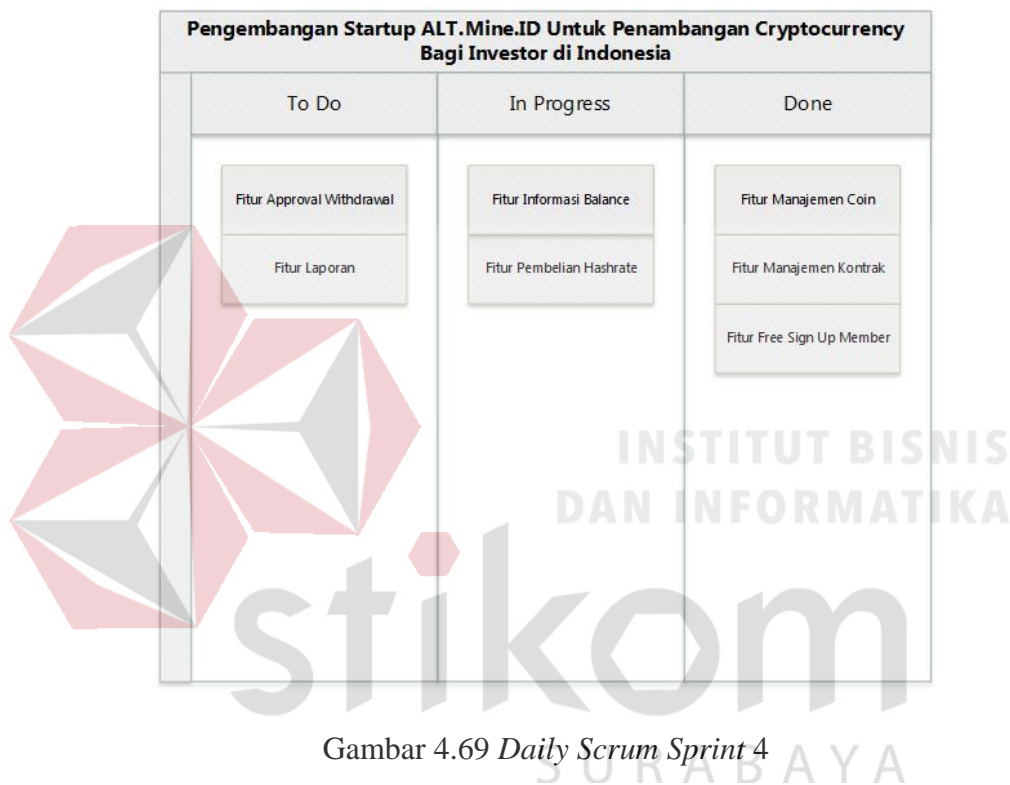 Pengembangan Startup ALT.Mine.ID Untuk Penambangan Cryptocurrency
Bagi Investor di Indonesia
To Do
In Progress
Done
Fitur Approval Withdrawal
Fitur Informasi Balance
Fitur Manajemen Coin
Fitur Laporan
Fitur Pembelian Hashrate
Fitur Manajemen Kontrak
Fitur Free Sign Up Member
INSTITUT BISNIS
DAN INFORMATIKA
stikom
SURABAYA
Gambar 4.69 Daily Scrum Sprint 4